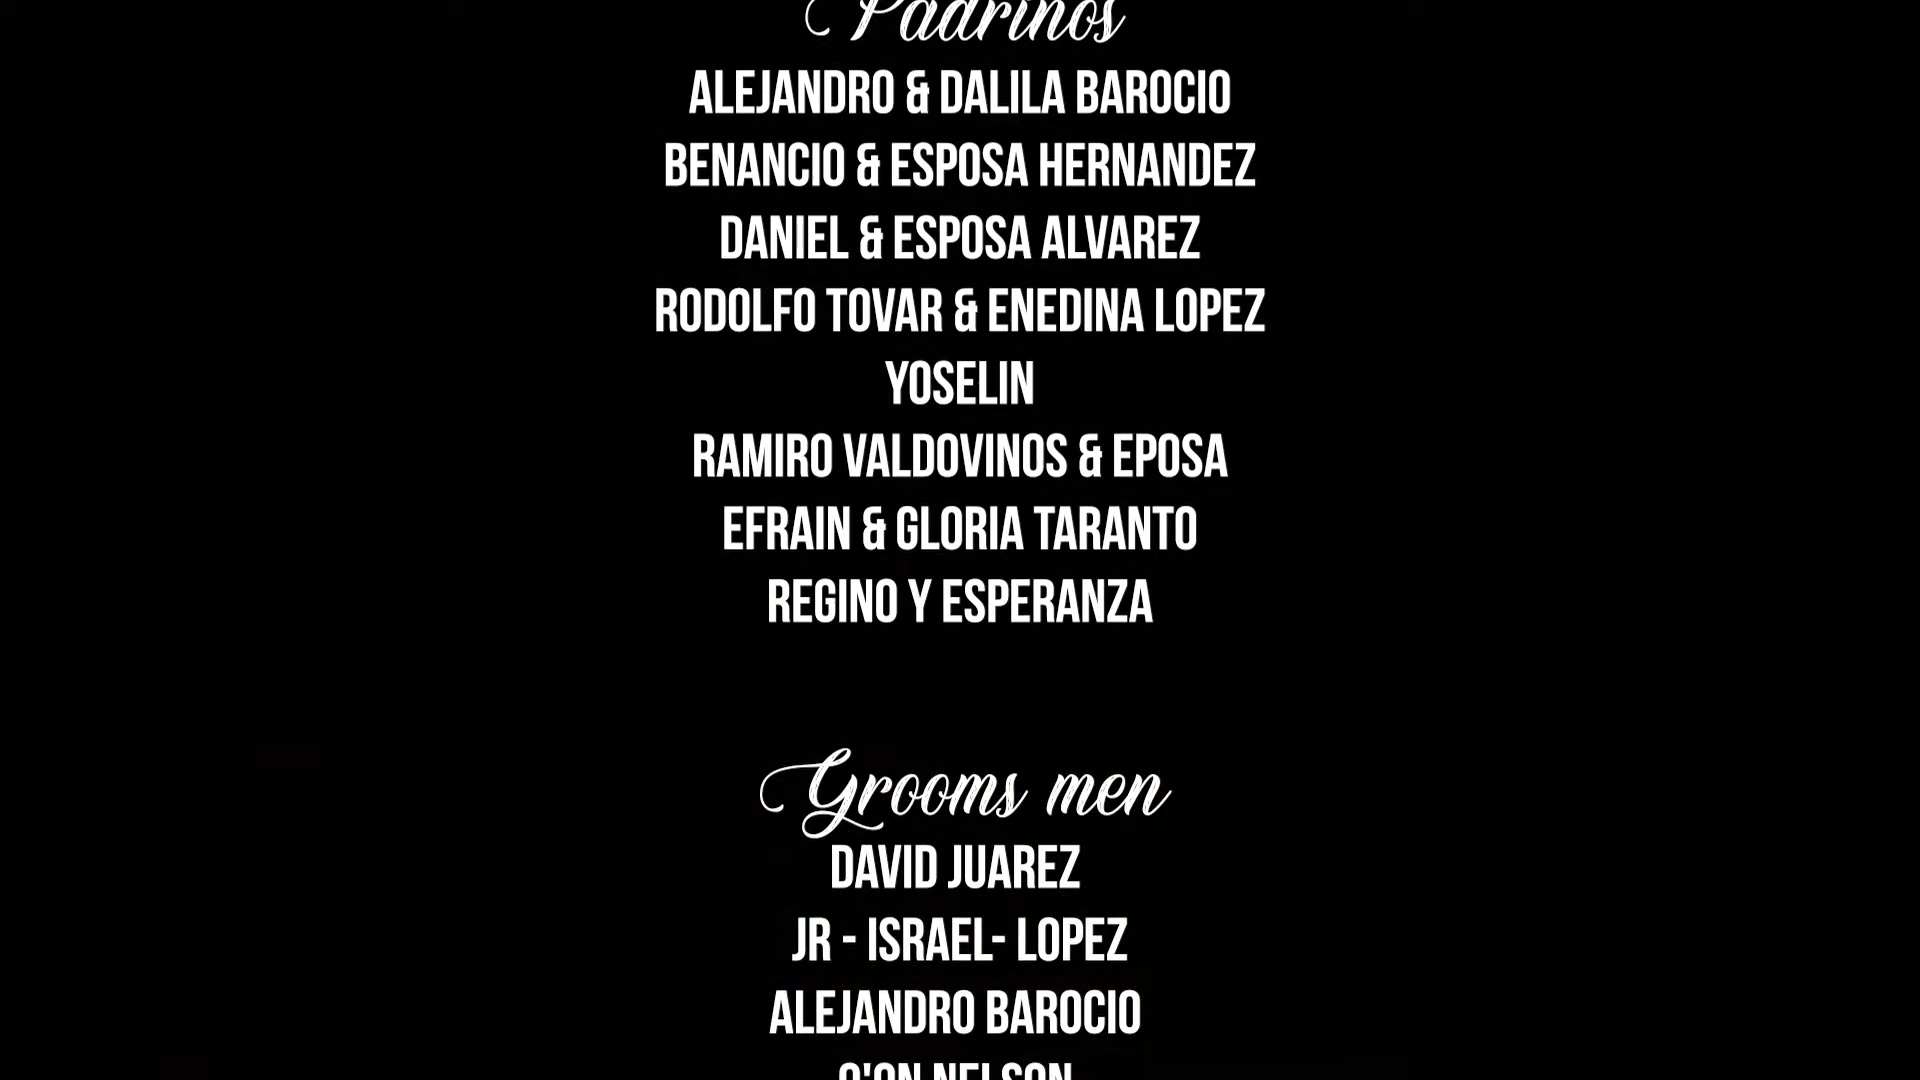 Padrinos
ALEJANDRO & DALILA BAROCIO
BENANCIO & ESPOSA HERNANDEZ
DANIEL & ESPOSA ALVAREZ
RODOLFO TOVAR & ENEDINA LOPEZ
YOSELIN
RAMIRO VALDOVINOS & EPOSA
EFRAIN & GLORIA TARANTO
REGINO Y ESPERANZA
Grooms men
DAVID JUAREZ
JR - ISRAEL- LOPEZ
ALEJANDRO BAROCIO
NELSON